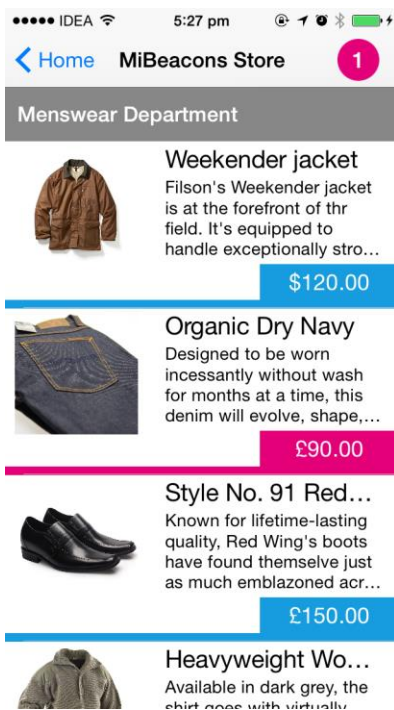 IDEA 5:27 pm
Home MiBeacons Store 1
Menswear Department
Weekender jacket
Filson's Weekender jacket
is at the forefront of thr
field. It's equipped to
handle exceptionally stro...
$120.00
Organic Dry Navy
Designed to be worn
incessantly without wash
for months at a time, this
denim will evolve, shape,...
£90.00
Style No. 91 Red...
Known for lifetime-lasting
quality, Red Wing's boots
have found themselve just
as much emblazoned acr...
£150.00
Heavyweight Wo...
Available in dark grey, the
shirt goes with virtually